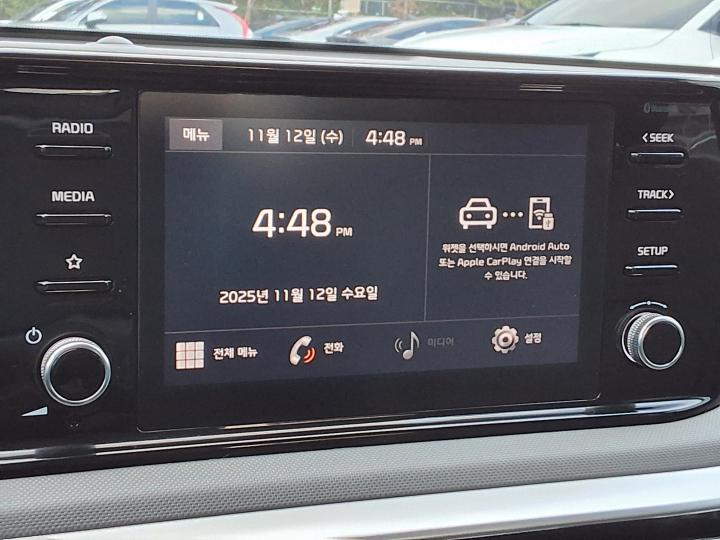 Bluetooth
RADIO
MEDIA
메뉴
11월 12일 (수)
4:48 PM
4:48 PM
2025년 11월 12일 수요일
위젯을 선택하시면 Android Auto
또는 Apple CarPlay 연결을 시작할
수 있습니다.
전체 메뉴
전화
미디어
설정
< SEEK
TRACK >
SETUP